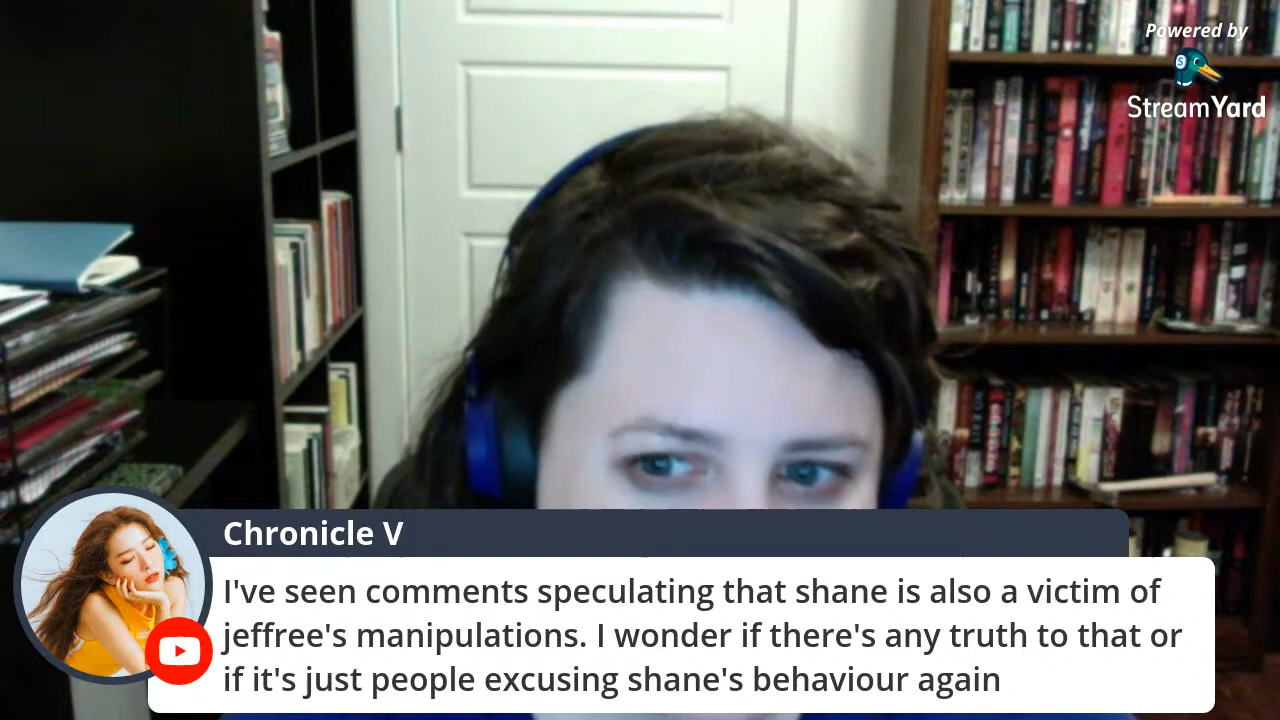 Powered by
StreamYard
Chronicle V
I've seen comments speculating that shane is also a victim of
jeffree's manipulations. I wonder if there's any truth to that or
if it's just people excusing shane's behaviour again